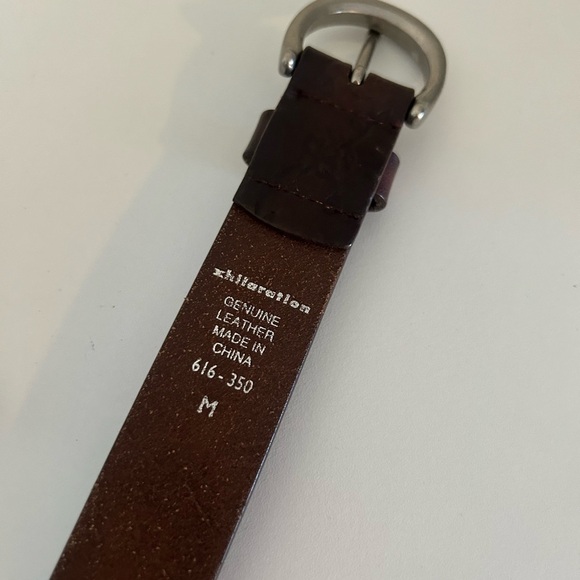 xhilaration
GENUINE
LEATHER
MADE IN
CHINA
616-350
M